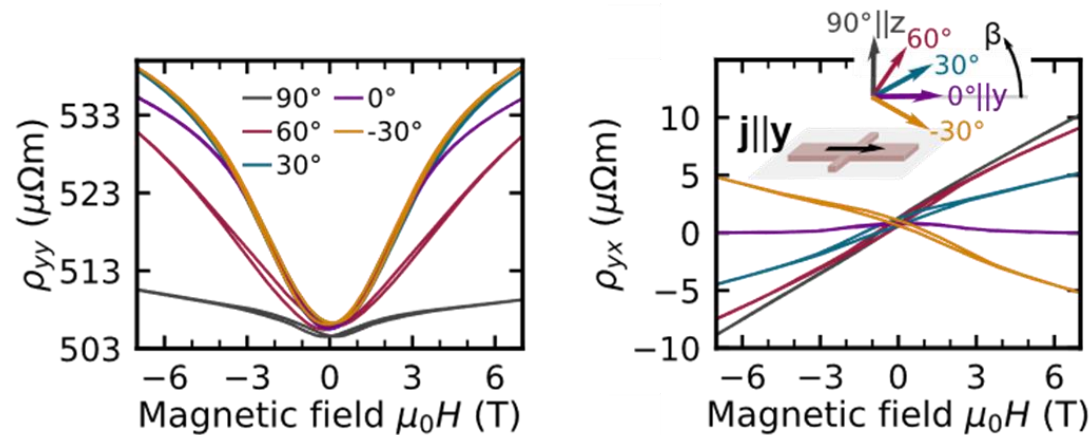 533
523
513
503
ρyy (μΩm)
90° 0°
60° -30°
30°
−6 −3 0 3 6
Magnetic field μ0H (T)
10
5
0
−5
−10
ρyx (μΩm)
90°||z
60°
30°
0°||y
-30°
β
j||y
−6 −3 0 3 6
Magnetic field μ0H (T)